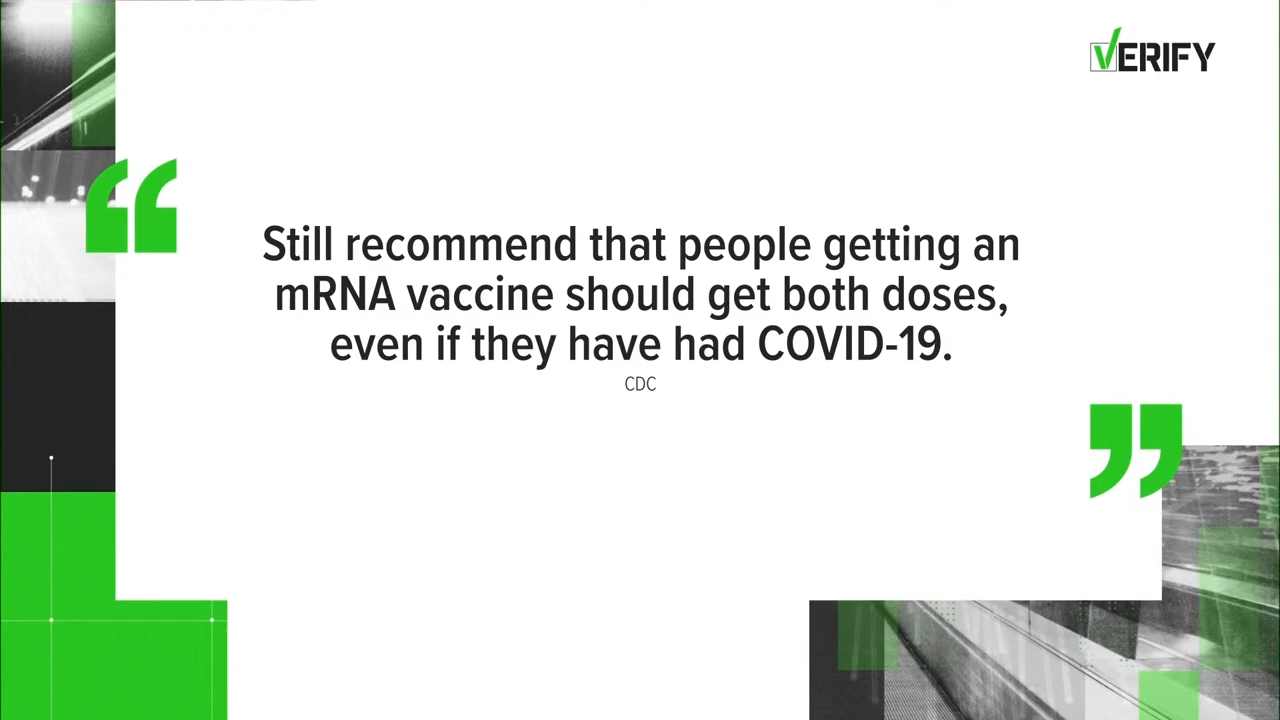 VERIFY
“
Still recommend that people getting an
mRNA vaccine should get both doses,
even if they have had COVID-19.
CDC
”